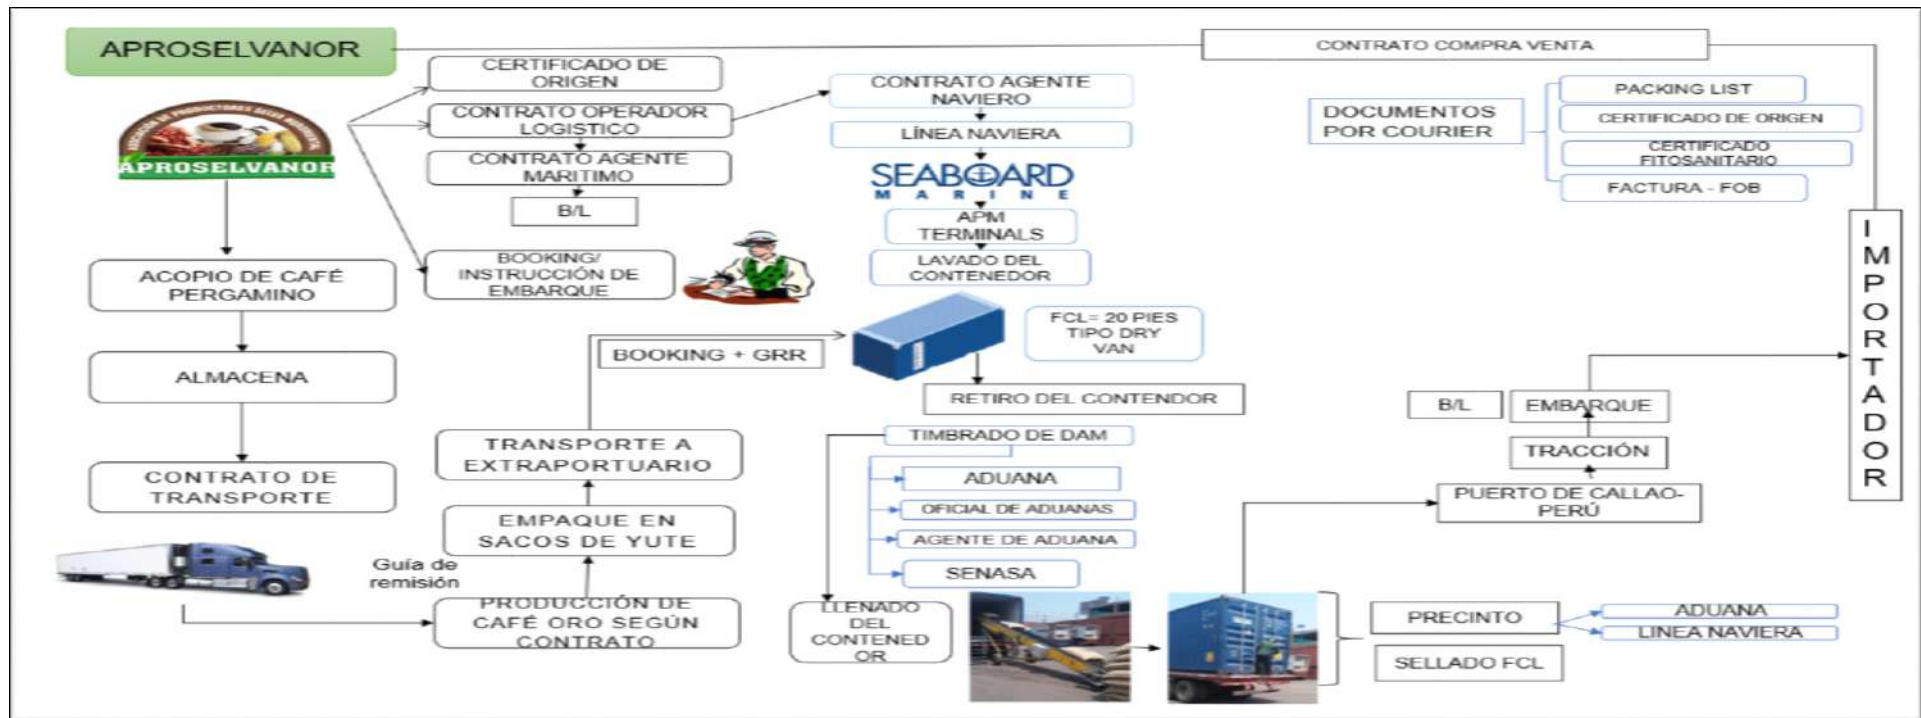 APROSELVANOR
CONTRATO COMPRA VENTA
CERTIFICADO DE
ORIGEN
CONTRATO OPERADOR
LOGISTICO
CONTRATO AGENTE
MARITIMO
B/L
BOOKING/
INSTRUCCIÓN DE
EMBARQUE
CONTRATO AGENTE
NAVIERO
LÍNEA NAVIERA
SEABOARD
MARINE
APM
TERMINALS
LAVADO DEL
CONTENEDOR
DOCUMENTOS
POR COURIER
PACKING LIST
CERTIFICADO DE ORIGEN
CERTIFICADO
FITOSANITARIO
FACTURA - FOB
IMPORTADOR
APROSELVANOR
ACOPIO DE CAFÉ
PERGAMINO
ALMACENA
CONTRATO DE
TRANSPORTE
Guía de
remisión
PRODUCCIÓN DE
CAFÉ ORO SEGÚN
CONTRATO
EMPAQUE EN
SACOS DE YUTE
TRANSPORTE A
EXTRAPORTUARIO
BOOKING + GRR
FCL= 20 PIES
TIPO DRY
VAN
RETIRO DEL CONTENDOR
TIMBRADO DE DAM
ADUANA
OFICIAL DE ADUANAS
AGENTE DE ADUANA
SENASA
LLENADO
DEL
CONTENED
OR
PRECINTO
ADUANA
LINEA NAVIERA
SELLADO FCL
PUERTO DE CALLAO-
PERÚ
TRACCIÓN
B/L
EMBARQUE